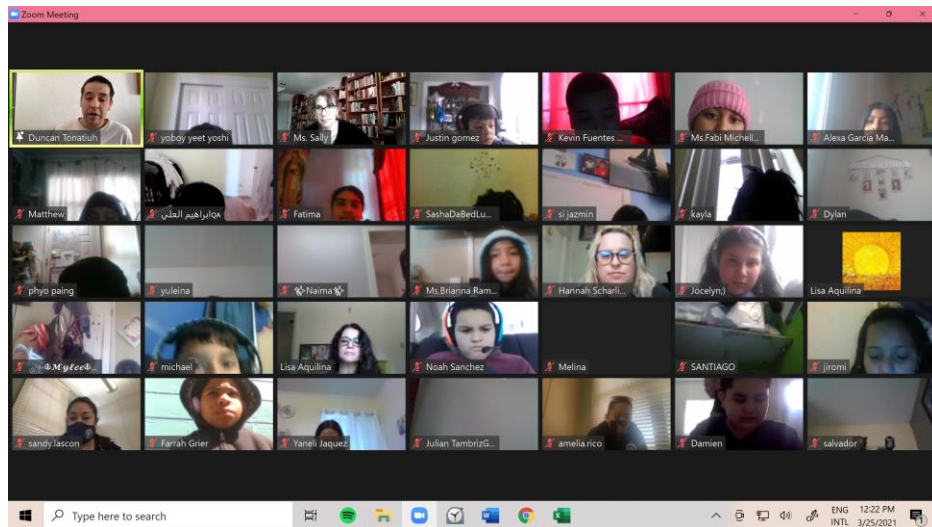 Zoom Meeting
Duncan Tonatiuh
yoboy yeet yoshi
Ms. Sally
Justin gomez
Kevin Fuentes ...
Ms.Fabi Michell...
Alexa Garcia Ma...
Matthew
ابراهيم العلّي
Fatima
SashaDaBedLu...
si jazmin
kayla
Dylan
phyo paing
yuleina
Naima
Ms.Brianna Ram...
Hannah Scharli...
Jocelyn;)
Lisa Aquilina
𝑴𝒚𝒍𝒆𝒆
michael
Lisa Aquilina
Noah Sanchez
Melina
SANTIAGO
jiromi
sandy.lascon
Farrah Grier
Yaneli Jaquez
Julian TambrizG...
amelia.rico
Damien
salvador
Type here to search
ENG
INTL
12:22 PM
3/25/2021